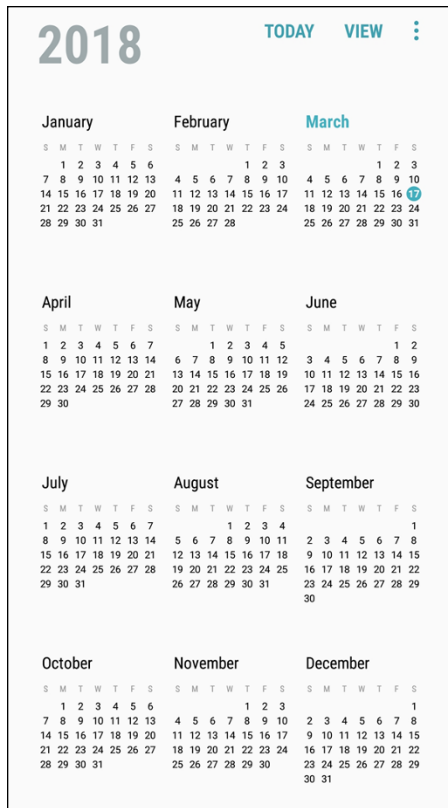 2018 TODAY VIEW
January February March
S M T W T F S S M T W T F S S M T W T F S
1 2 3 4 5 6 1 2 3 1 2 3
7 8 9 10 11 12 13 4 5 6 7 8 9 10 4 5 6 7 8 9 10
14 15 16 17 18 19 20 11 12 13 14 15 16 17 11 12 13 14 15 16 17
21 22 23 24 25 26 27 18 19 20 21 22 23 24 18 19 20 21 22 23 24
28 29 30 31 25 26 27 28 25 26 27 28 29 30 31
April May June
S M T W T F S S M T W T F S S M T W T F S
1 2 3 4 5 6 7 1 2 3 4 5 1 2
8 9 10 11 12 13 14 6 7 8 9 10 11 12 3 4 5 6 7 8 9
15 16 17 18 19 20 21 13 14 15 16 17 18 19 10 11 12 13 14 15 16
22 23 24 25 26 27 28 20 21 22 23 24 25 26 17 18 19 20 21 22 23
29 30 27 28 29 30 31 24 25 26 27 28 29 30
July August September
S M T W T F S S M T W T F S S M T W T F S
1 2 3 4 5 6 7 1 2 3 4 1
8 9 10 11 12 13 14 5 6 7 8 9 10 11 2 3 4 5 6 7 8
15 16 17 18 19 20 21 12 13 14 15 16 17 18 9 10 11 12 13 14 15
22 23 24 25 26 27 28 19 20 21 22 23 24 25 16 17 18 19 20 21 22
29 30 31 26 27 28 29 30 31 23 24 25 26 27 28 29
30
October November December
S M T W T F S S M T W T F S S M T W T F S
1 2 3 4 5 6 1 2 3 1
7 8 9 10 11 12 13 4 5 6 7 8 9 10 2 3 4 5 6 7 8
14 15 16 17 18 19 20 11 12 13 14 15 16 17 9 10 11 12 13 14 15
21 22 23 24 25 26 27 18 19 20 21 22 23 24 16 17 18 19 20 21 22
28 29 30 31 25 26 27 28 29 30 23 24 25 26 27 28 29
30 31